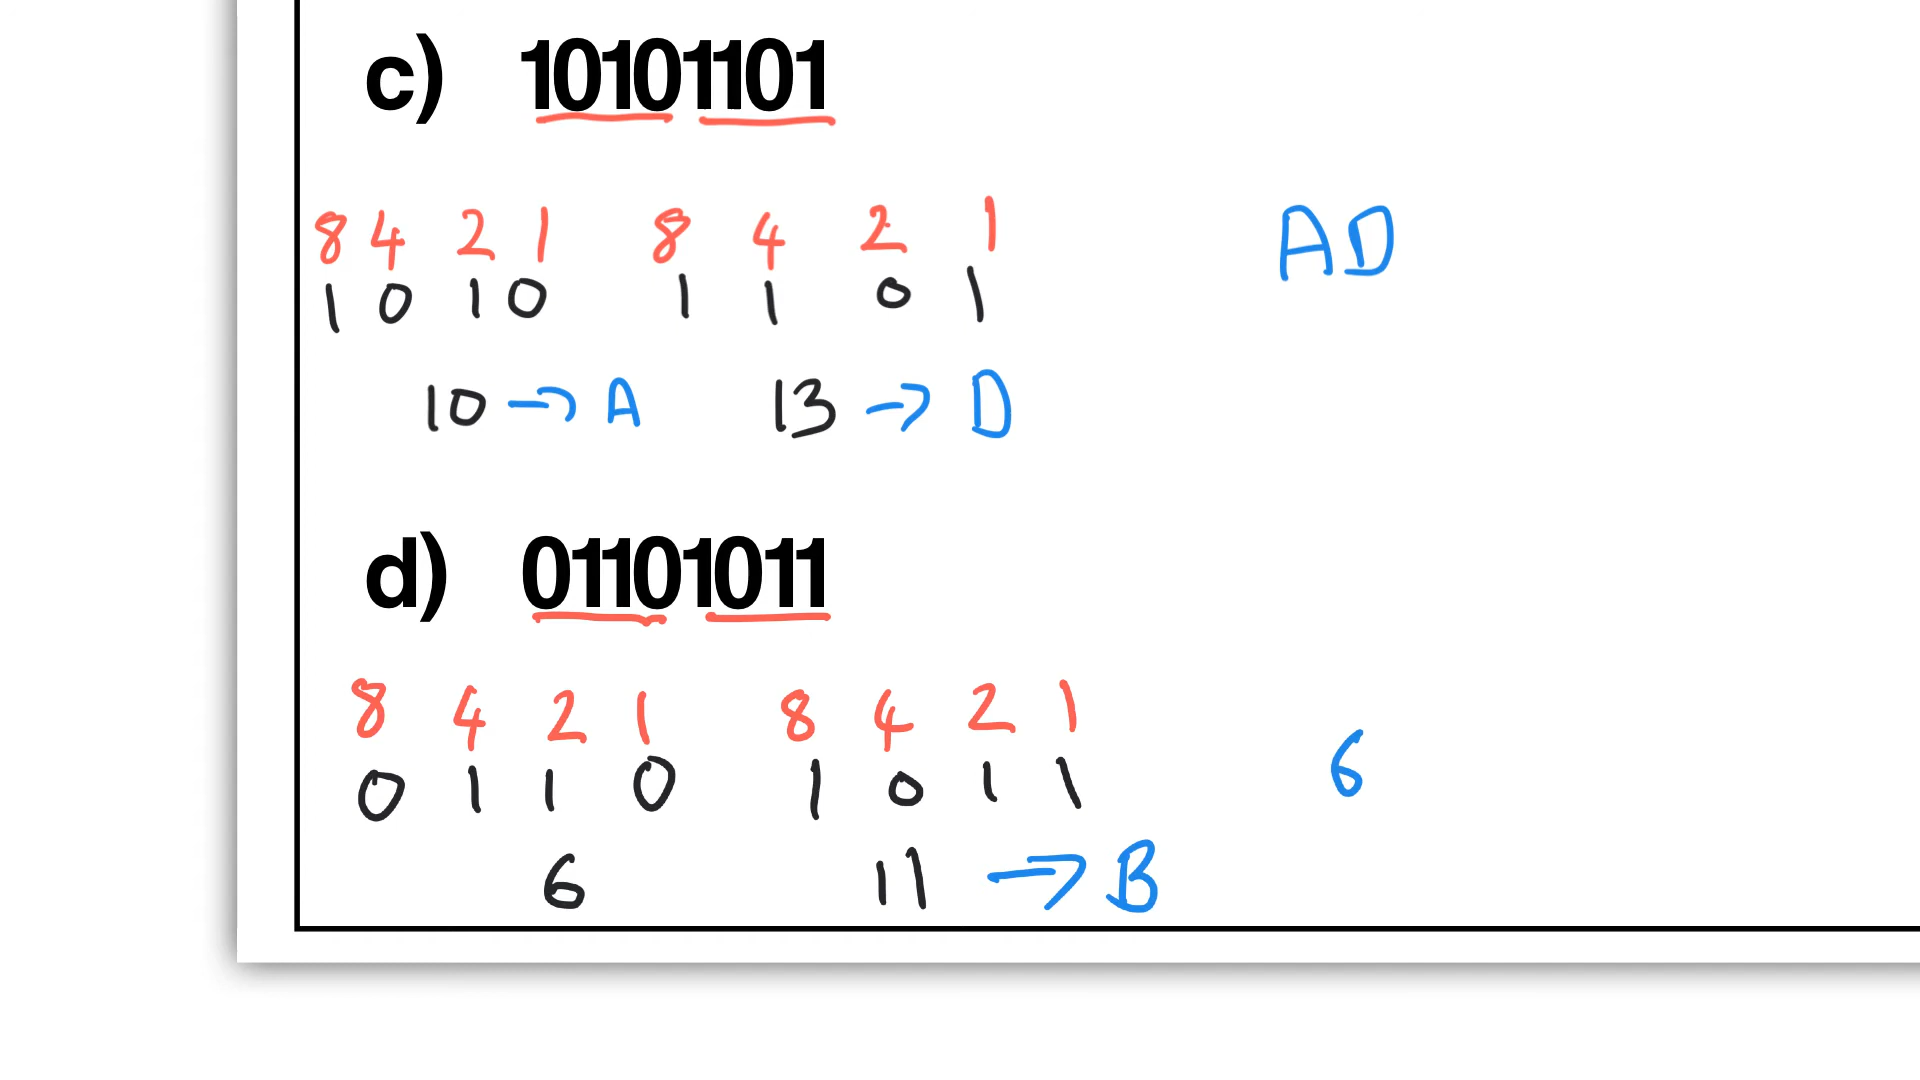 c) 10101101
8 4 2 1 8 4 2 1
1 0 1 0 1 1 0 1
AD
10 → A 13 → D
d) 01101011
8 4 2 1 8 4 2 1
0 1 1 0 1 0 1 1
6
6 11 → B